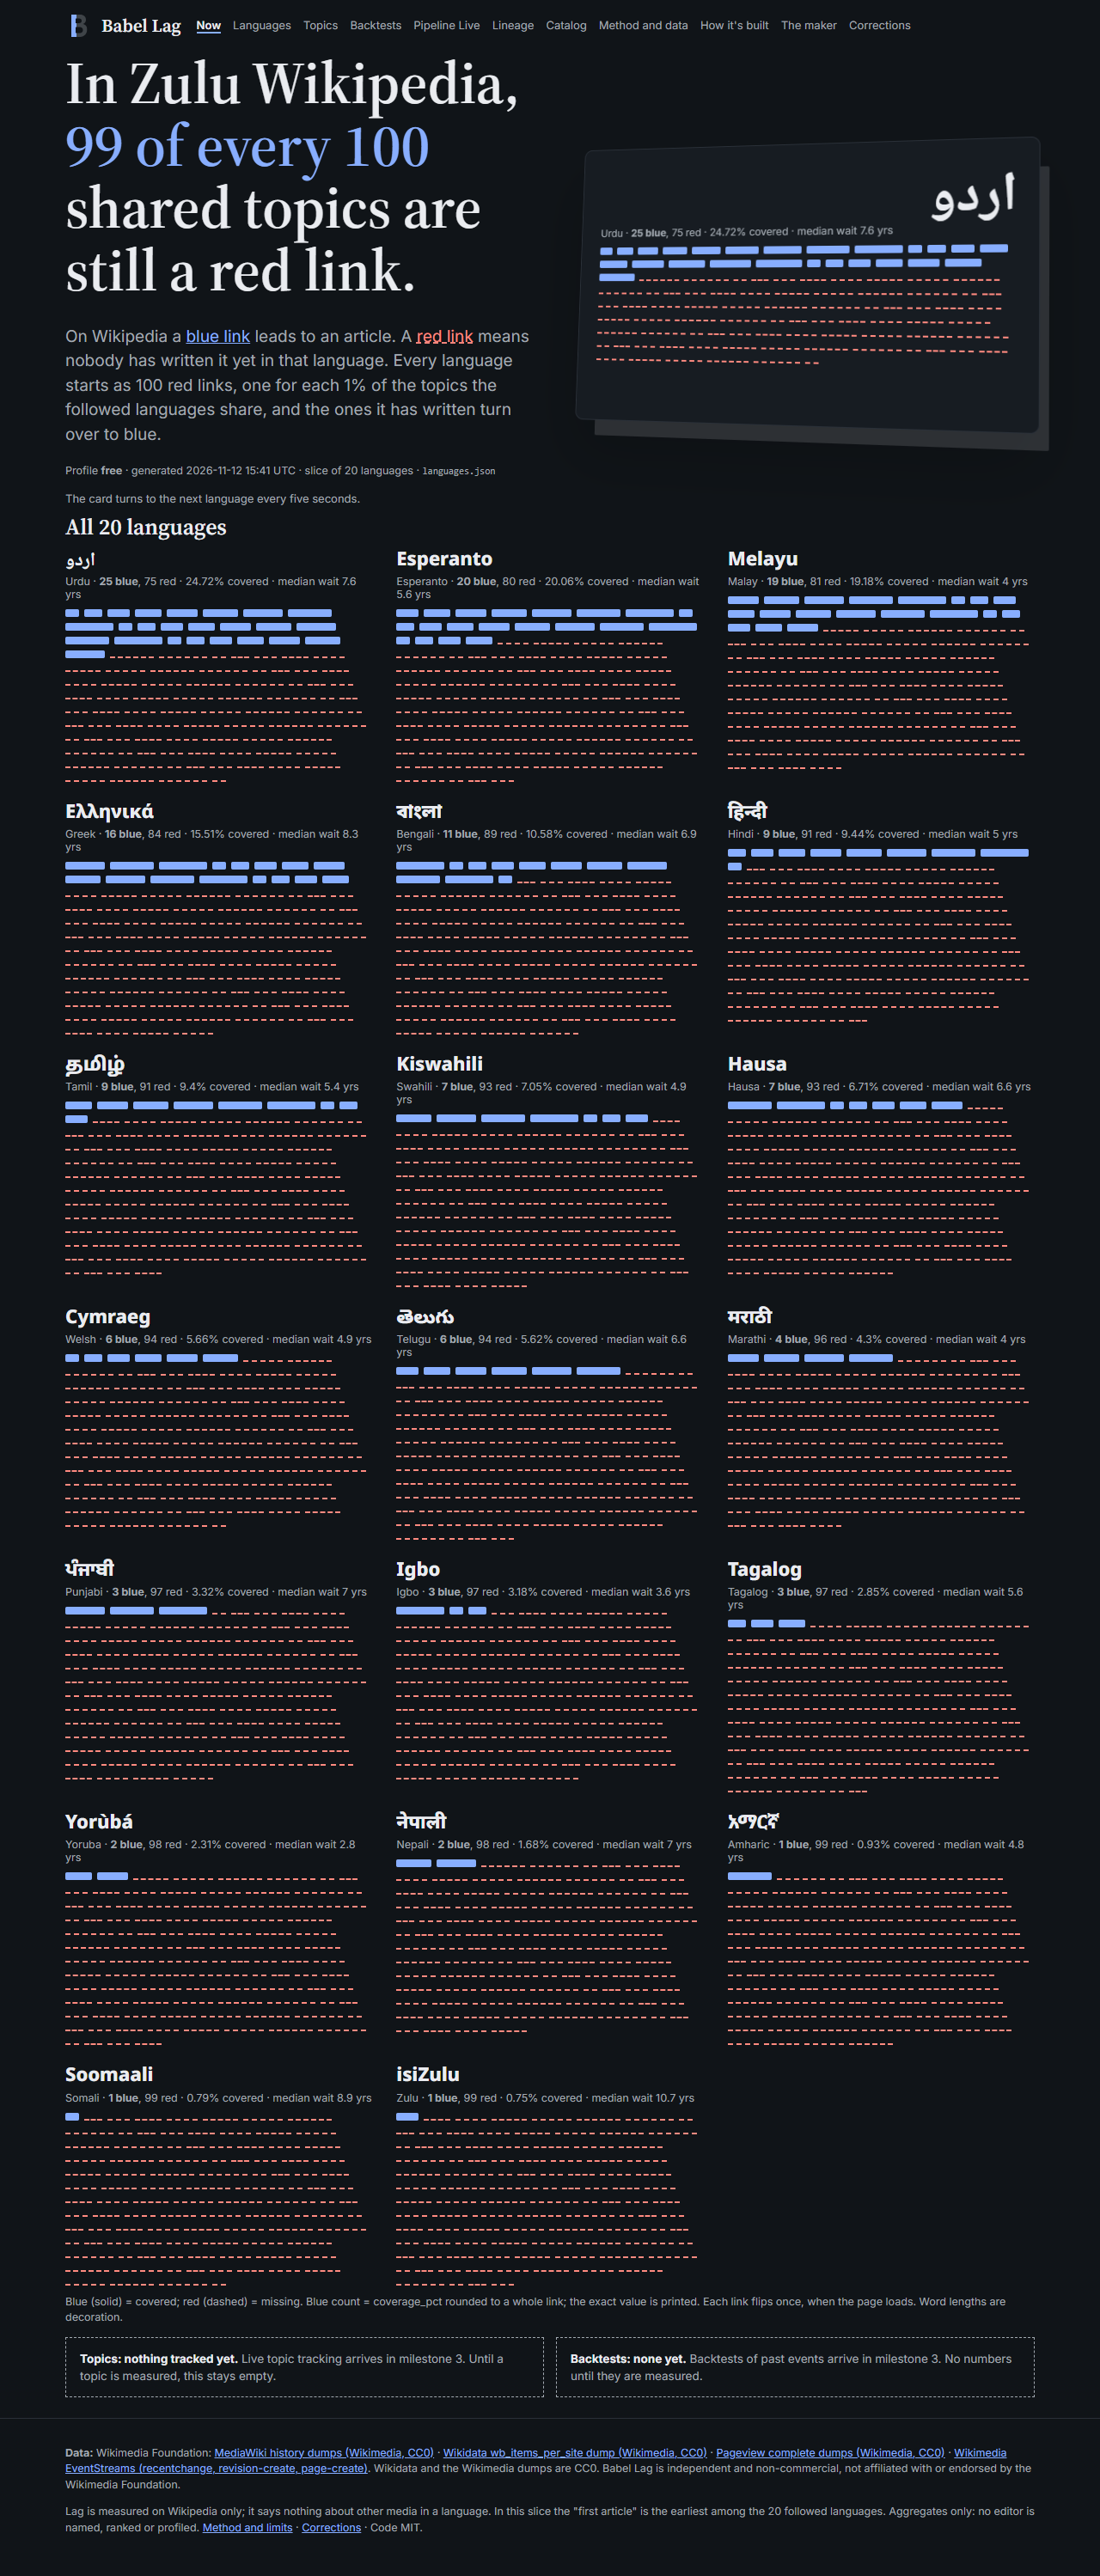 Babel Lag Now Languages Topics Backtests Pipeline Live Lineage Catalog Method and data How it's built The maker Corrections
In Zulu Wikipedia,
99 of every 100
shared topics are
still a red link.
On Wikipedia a blue link leads to an article. A red link means
nobody has written it yet in that language. Every language
starts as 100 red links, one for each 1% of the topics the
followed languages share, and the ones it has written turn
over to blue.
Profile free · generated 2026-11-12 15:41 UTC · slice of 20 languages · languages.json
The card turns to the next language every five seconds.
اردو
Urdu · 25 blue, 75 red · 24.72% covered · median wait 7.6 yrs
All 20 languages
اردو
Urdu · 25 blue, 75 red · 24.72% covered · median wait 7.6
yrs
Esperanto
Esperanto · 20 blue, 80 red · 20.06% covered · median wait
5.6 yrs
Melayu
Malay · 19 blue, 81 red · 19.18% covered · median wait 4 yrs
Ελληνικά
Greek · 16 blue, 84 red · 15.51% covered · median wait 8.3
yrs
বাংলা
Bengali · 11 blue, 89 red · 10.58% covered · median wait 6.9
yrs
हिन्दी
Hindi · 9 blue, 91 red · 9.44% covered · median wait 5 yrs
தமிழ்
Tamil · 9 blue, 91 red · 9.4% covered · median wait 5.4 yrs
Kiswahili
Swahili · 7 blue, 93 red · 7.05% covered · median wait 4.9
yrs
Hausa
Hausa · 7 blue, 93 red · 6.71% covered · median wait 6.6 yrs
Cymraeg
Welsh · 6 blue, 94 red · 5.66% covered · median wait 4.9 yrs
తెలుగు
Telugu · 6 blue, 94 red · 5.62% covered · median wait 6.6
yrs
मराठी
Marathi · 4 blue, 96 red · 4.3% covered · median wait 4 yrs
ਪੰਜਾਬੀ
Punjabi · 3 blue, 97 red · 3.32% covered · median wait 7 yrs
Igbo
Igbo · 3 blue, 97 red · 3.18% covered · median wait 3.6 yrs
Tagalog
Tagalog · 3 blue, 97 red · 2.85% covered · median wait 5.6
yrs
Yorùbá
Yoruba · 2 blue, 98 red · 2.31% covered · median wait 2.8
yrs
नेपाली
Nepali · 2 blue, 98 red · 1.68% covered · median wait 7 yrs
አማርኛ
Amharic · 1 blue, 99 red · 0.93% covered · median wait 4.8
yrs
Soomaali
Somali · 1 blue, 99 red · 0.79% covered · median wait 8.9 yrs
isiZulu
Zulu · 1 blue, 99 red · 0.75% covered · median wait 10.7 yrs
Blue (solid) = covered; red (dashed) = missing. Blue count = coverage_pct rounded to a whole link; the exact value is printed. Each link flips once, when the page loads. Word lengths are
decoration.
Topics: nothing tracked yet. Live topic tracking arrives in milestone 3. Until a
topic is measured, this stays empty.
Backtests: none yet. Backtests of past events arrive in milestone 3. No numbers
until they are measured.
Data: Wikimedia Foundation: MediaWiki history dumps (Wikimedia, CC0) · Wikidata wb_items_per_site dump (Wikimedia, CC0) · Pageview complete dumps (Wikimedia, CC0) · Wikimedia
EventStreams (recentchange, revision-create, page-create). Wikidata and the Wikimedia dumps are CC0. Babel Lag is independent and non-commercial, not affiliated with or endorsed by the
Wikimedia Foundation.
Lag is measured on Wikipedia only; it says nothing about other media in a language. In this slice the "first article" is the earliest among the 20 followed languages. Aggregates only: no editor is
named, ranked or profiled. Method and limits · Corrections · Code MIT.